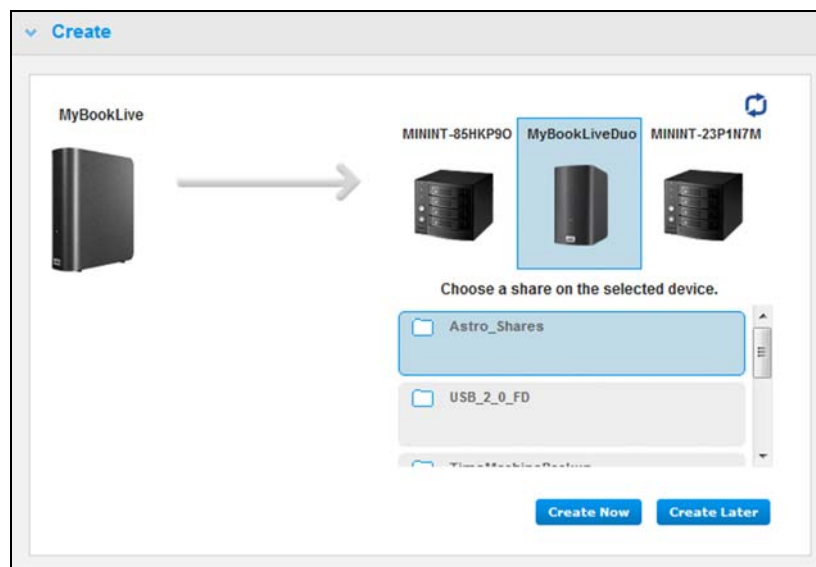 Create
MyBookLive
MININT-85HKP9O MyBookLiveDuo MININT-23P1N7M
Choose a share on the selected device.
Astro_Shares
USB_2_0_FD
TimeMachineBackup
Create Now Create Later